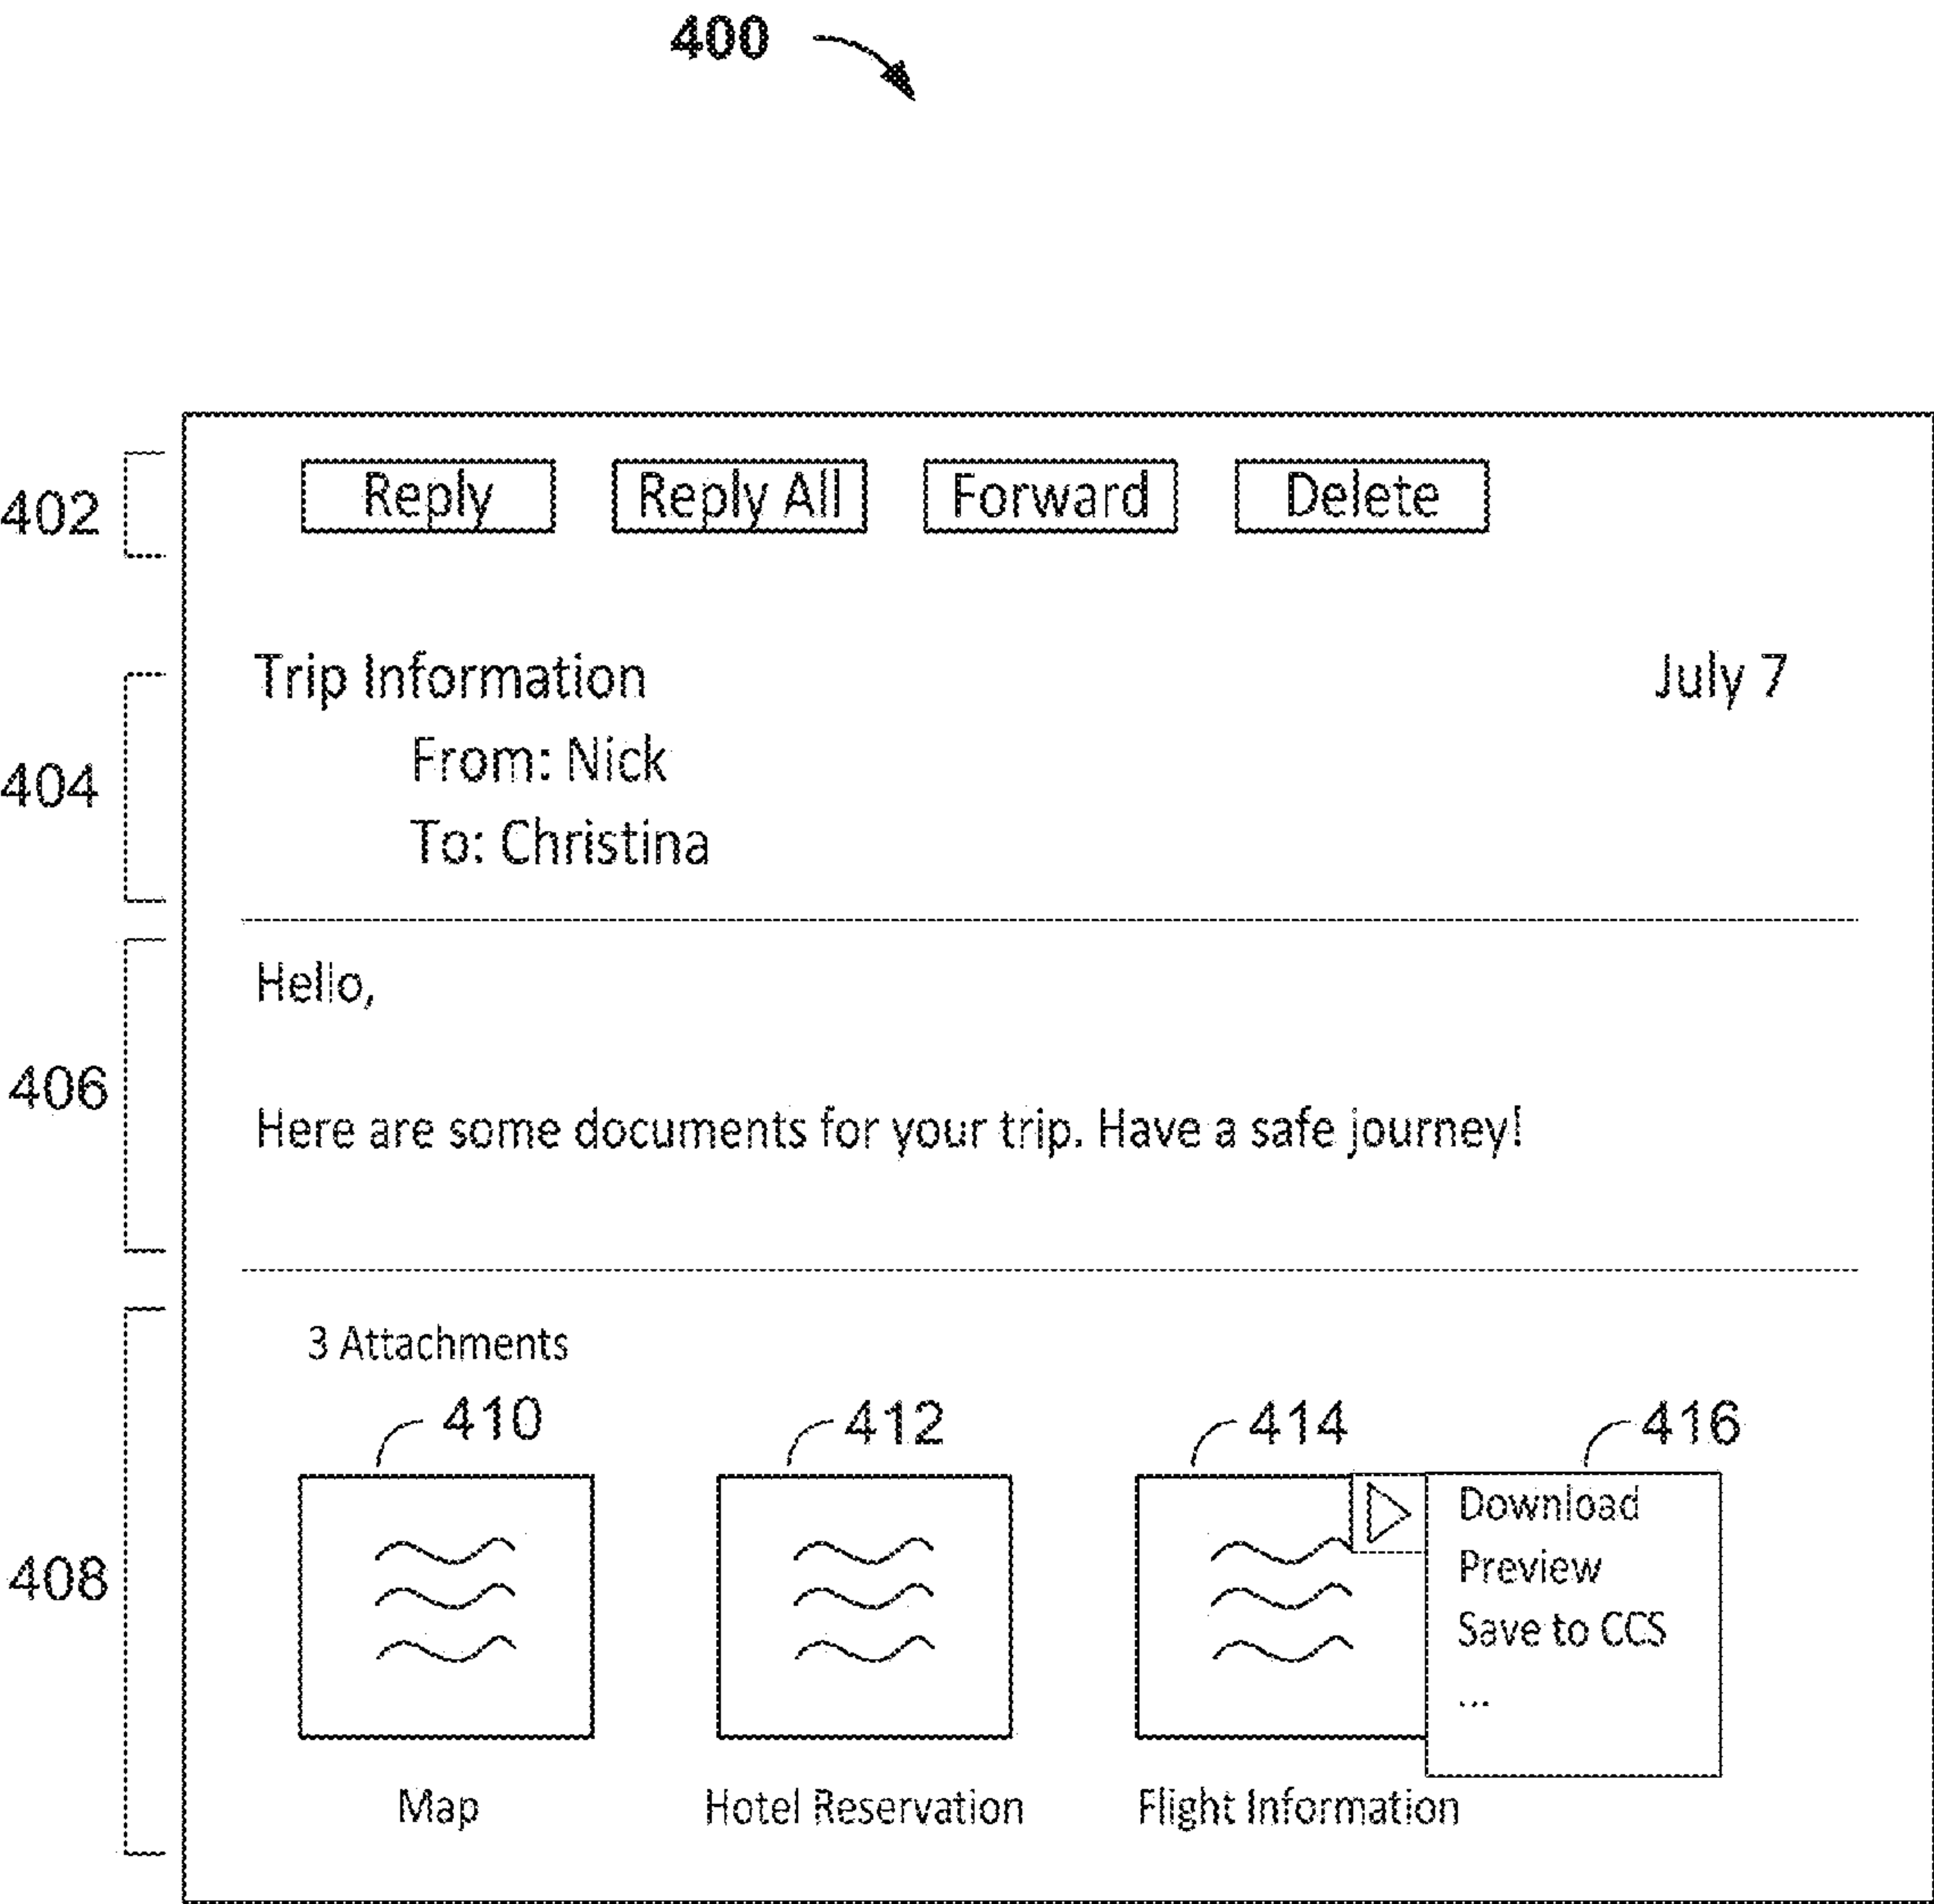 400
402
Reply Reply All Forward Delete
404
Trip Information July 7
From: Nick
To: Christina
406
Hello,
Here are some documents for your trip. Have a safe journey!
408
3 Attachments
410 412 414 416
Download
Preview
Save to CCS
...
Map Hotel Reservation Flight Information